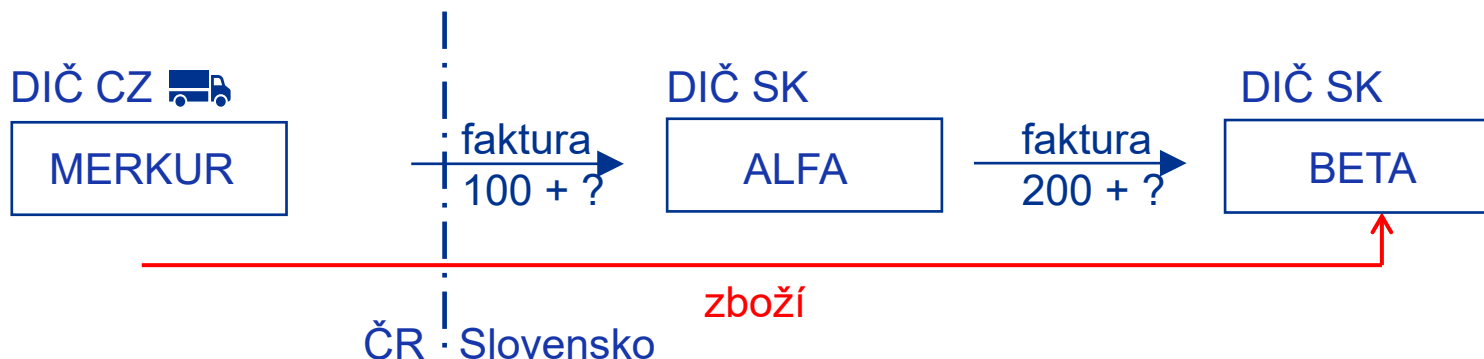 DIČ CZ
DIČ SK
DIČ SK
MERKUR
faktura
100 + ?
ALFA
faktura
200 + ?
BETA
zboží
ČR
Slovensko